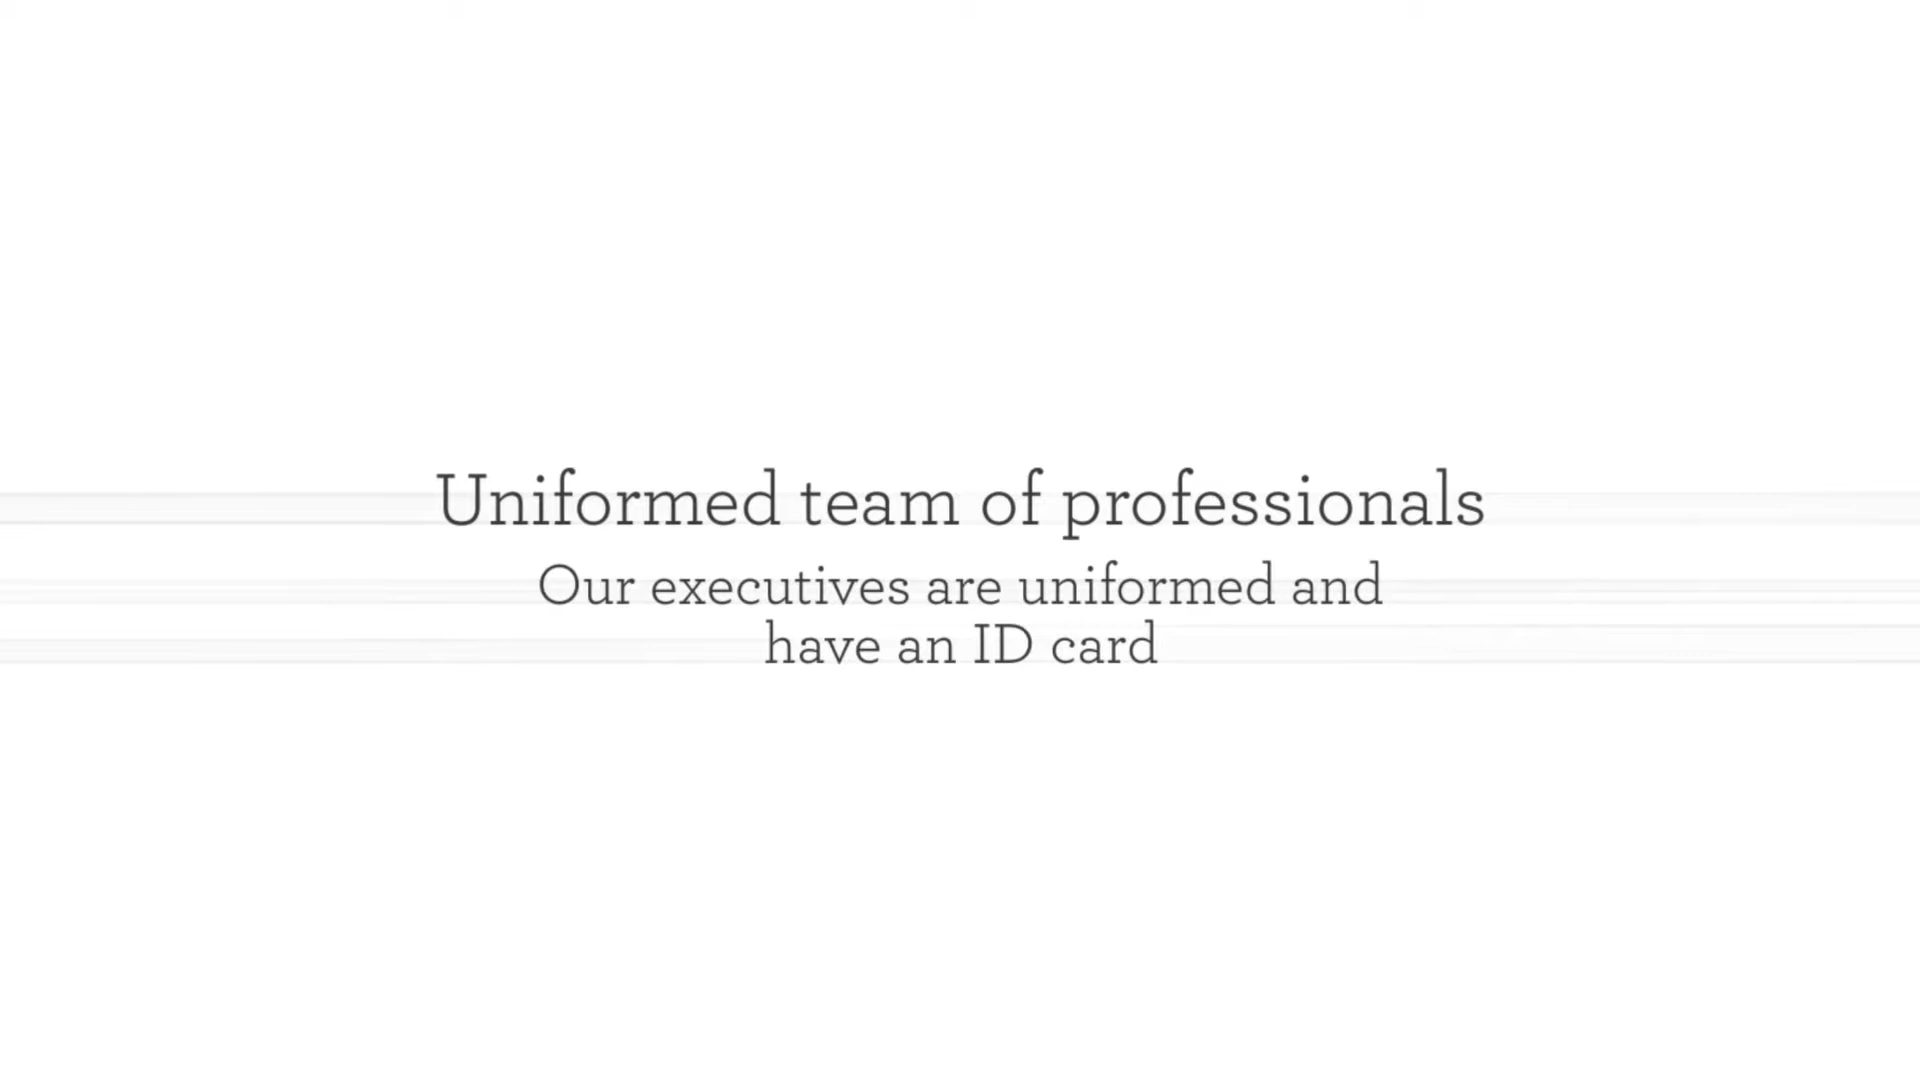 Uniformed team of professionals
Our executives are uniformed and
have an ID card